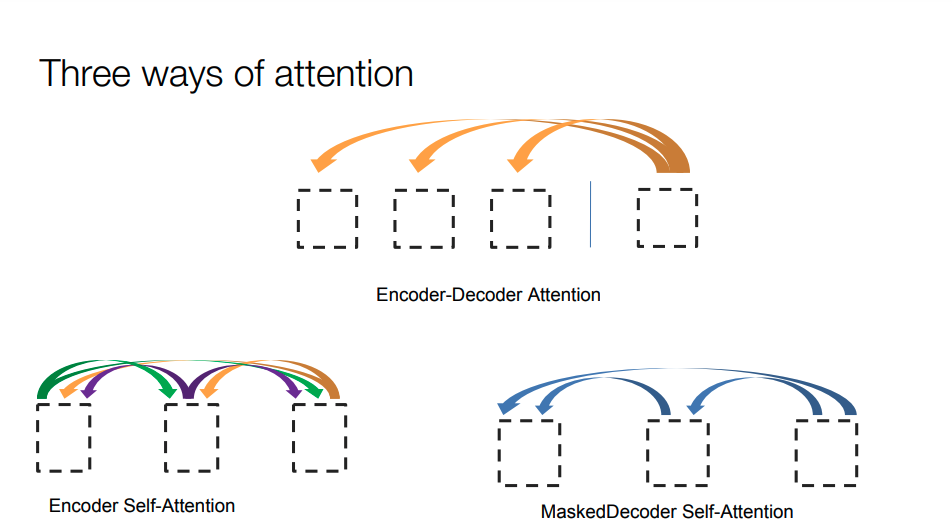 Three ways of attention
Encoder-Decoder Attention
Encoder Self-Attention
MaskedDecoder Self-Attention